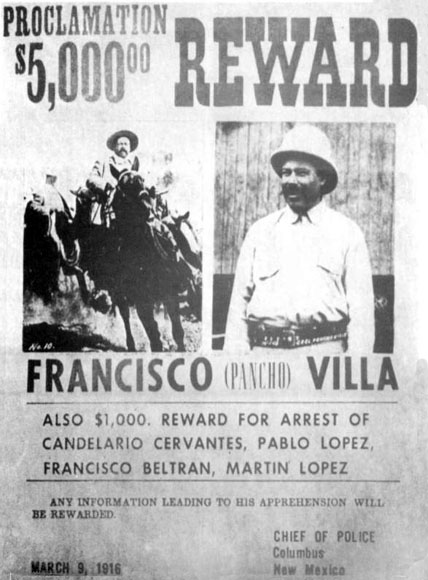 PROCLAMATION
$5,000.00
REWARD
No. 10.
FRANCISCO (PANCHO) VILLA
ALSO $1,000. REWARD FOR ARREST OF
CANDELARIO CERVANTES, PABLO LOPEZ,
FRANCISCO BELTRAN, MARTIN LOPEZ
ANY INFORMATION LEADING TO HIS APPREHENSION WILL
BE REWARDED.
CHIEF OF POLICE
Columbus
New Mexico
MARCH 9, 1916